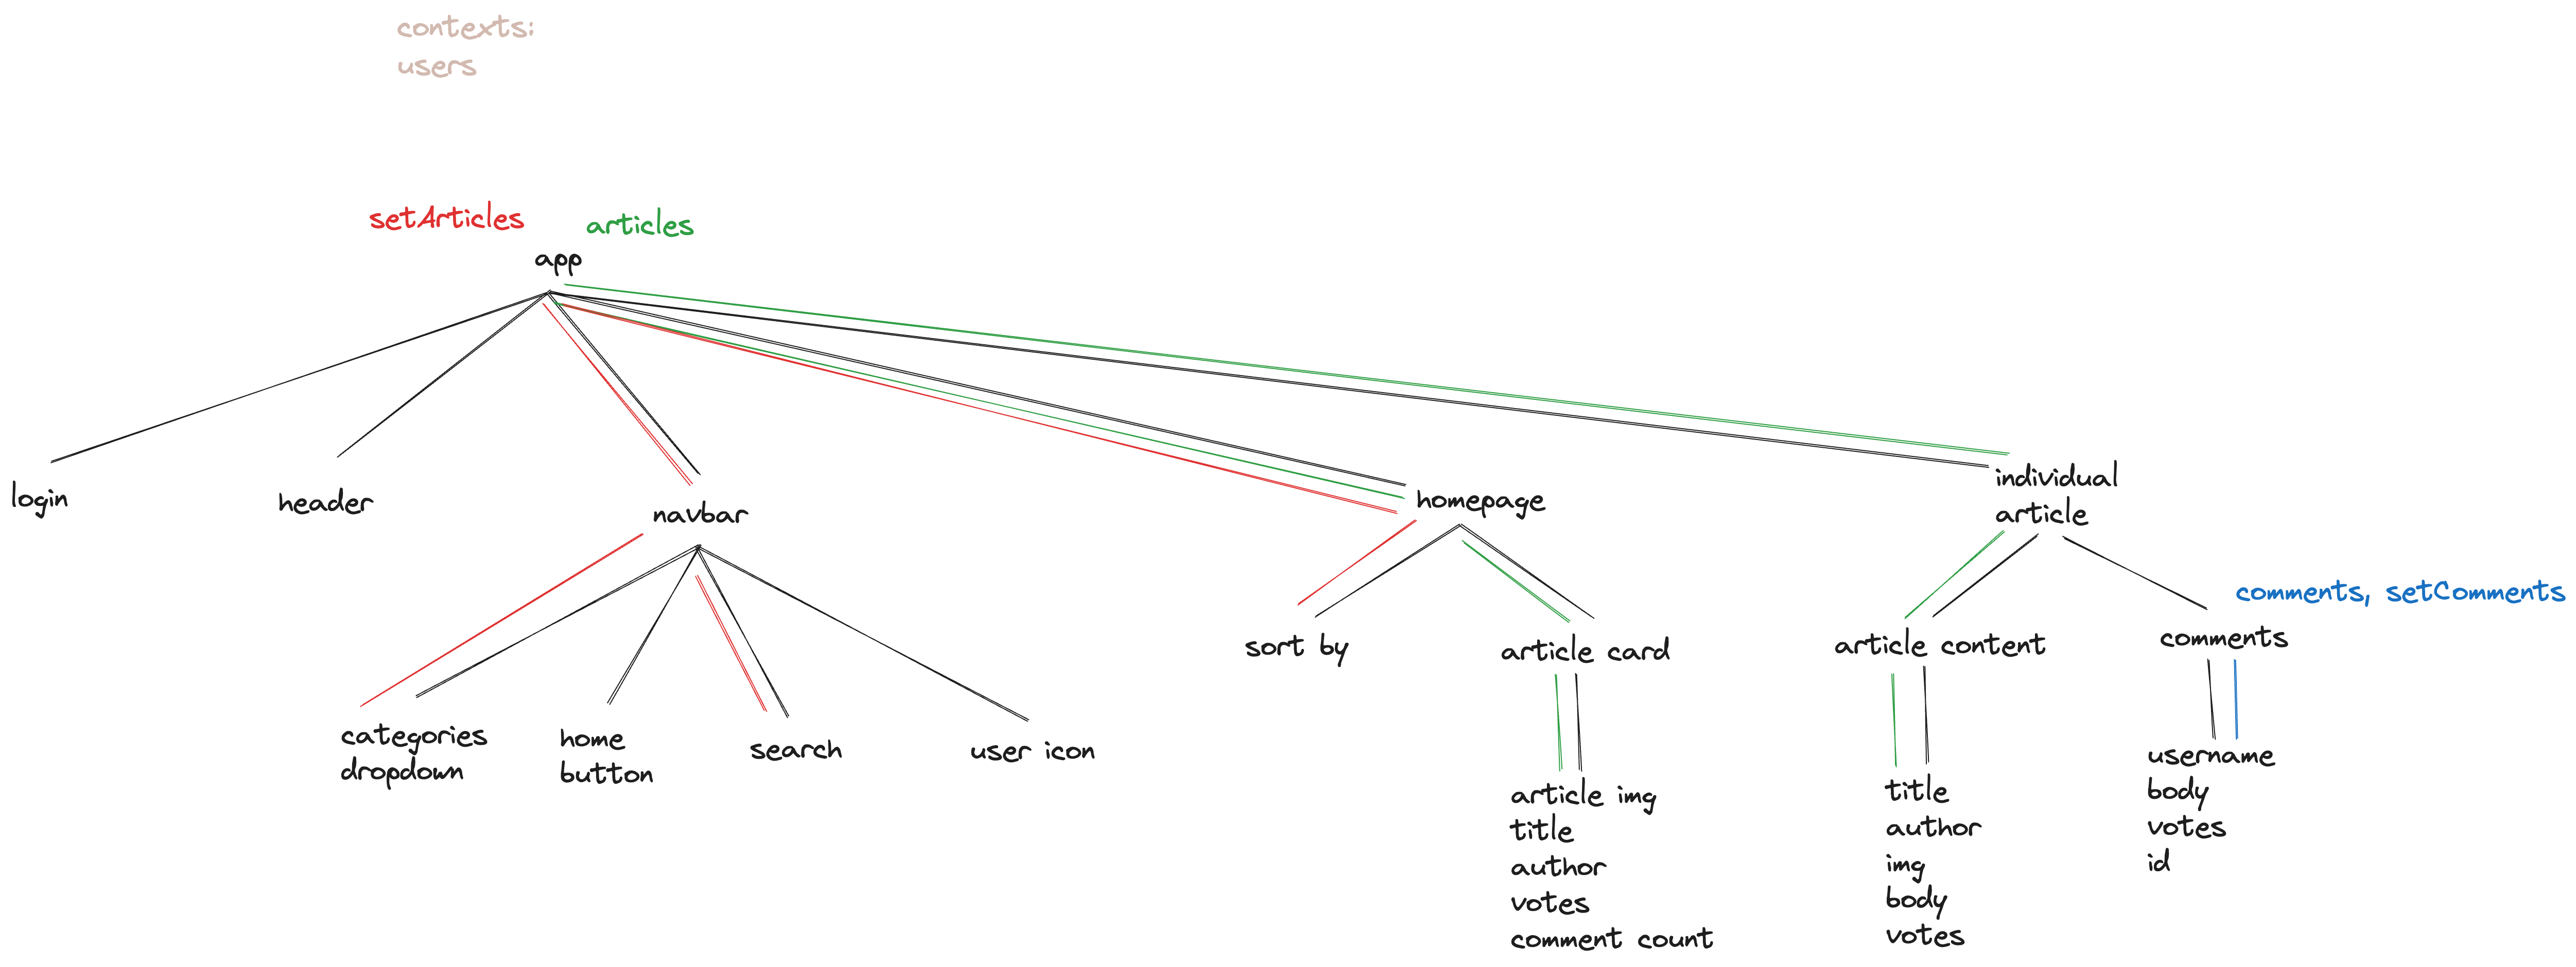 contexts:
users
setArticles
articles
app
login
header
navbar
homepage
individual
article
categories
dropdown
home
button
search
user icon
sort by
article card
article content
comments, setComments
comments
article img
title
author
votes
comment count
title
author
img
body
votes
username
body
votes
id